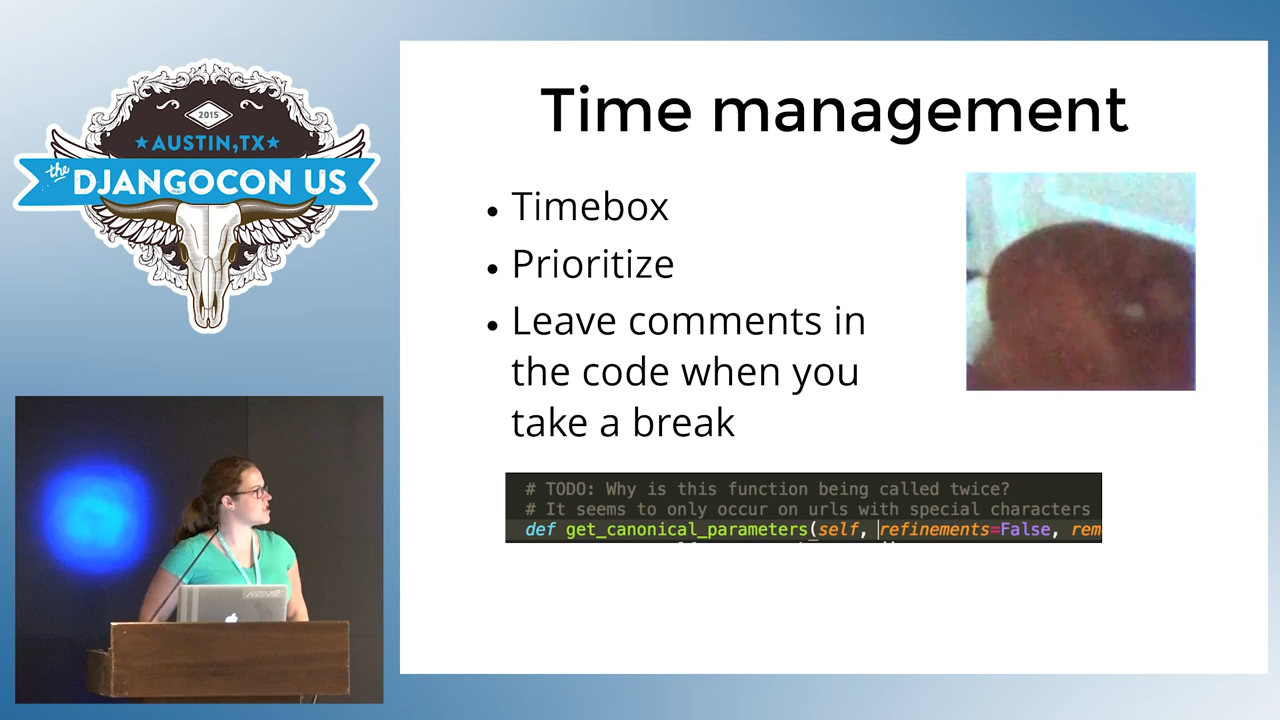 2015
AUSTIN, TX
the
DJANGOCON US
Time management
• Timebox
• Prioritize
• Leave comments in
the code when you
take a break
# TODO: Why is this function being called twice?
# It seems to only occur on urls with special characters
def get_canonical_parameters(self, refinements=False, rem